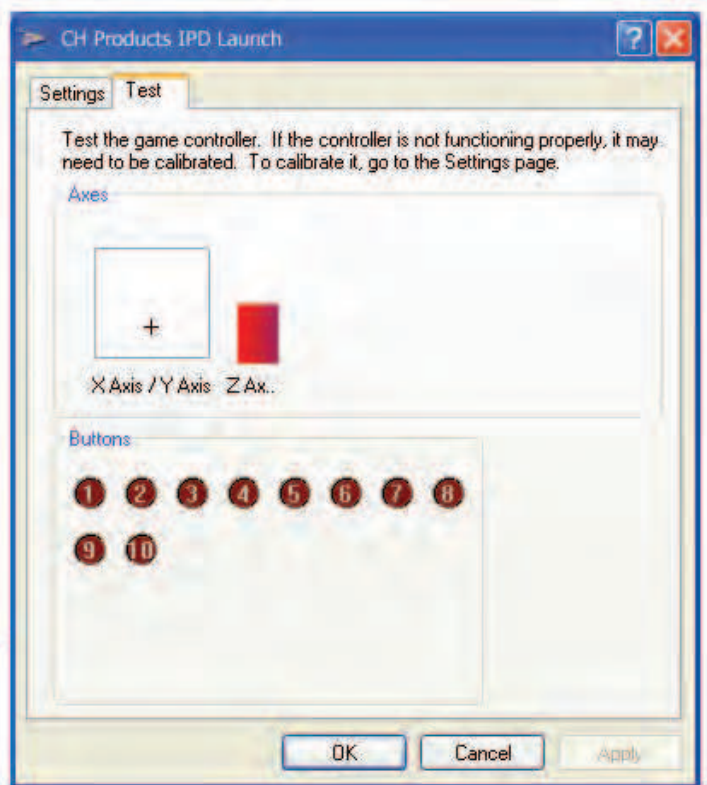 CH Products IPD Launch
Settings Test
Test the game controller. If the controller is not functioning properly, it may
need to be calibrated. To calibrate it, go to the Settings page.
Axes
X Axis / Y Axis Z Ax..
Buttons
1 2 3 4 5 6 7 8
9 10
OK Cancel Apply